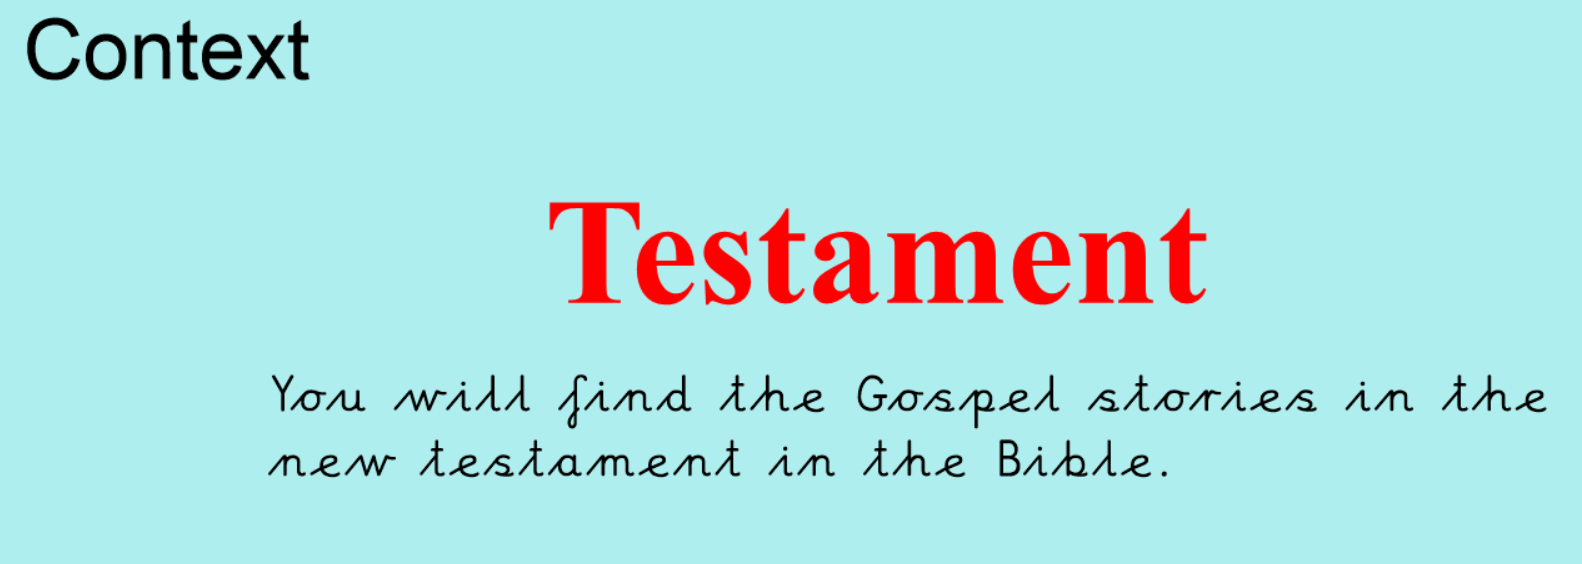 Context
Testament
You will find the Gospel stories in the
new testament in the Bible.